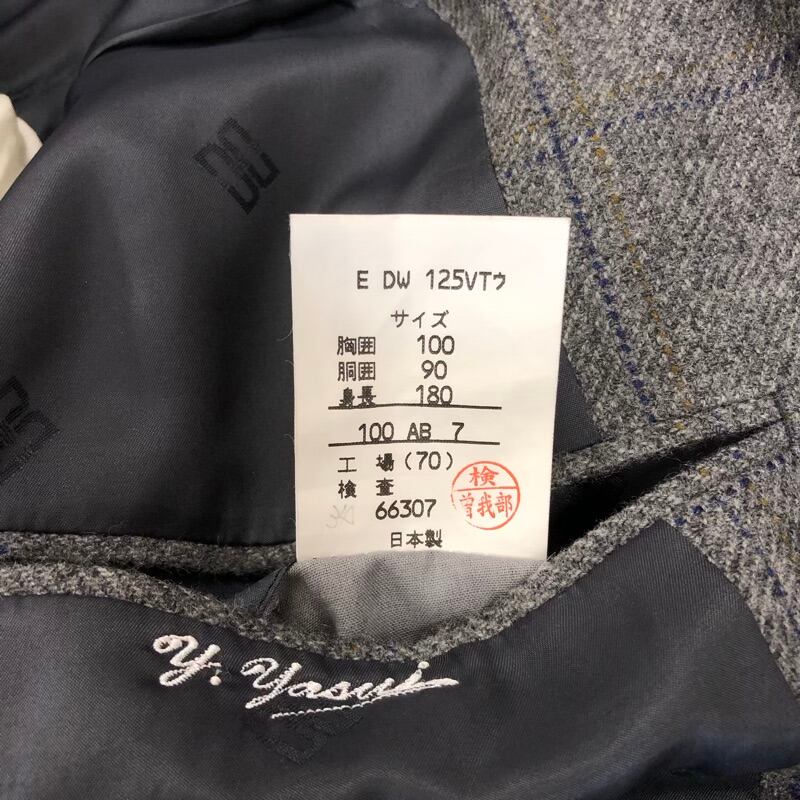 E DW 125VTウ
サイズ
胸囲 100
胴囲 90
身長 180
100 AB 7
工 場(70)
検 査 66307
検
曽我部
日本製
Y. Yasui